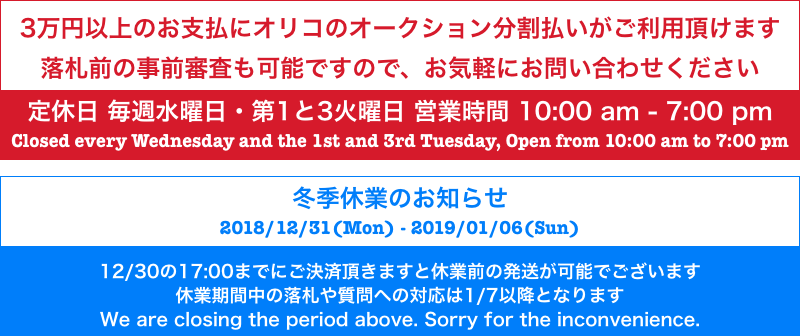 3万円以上のお支払にオリコのオークション分割払いがご利用頂けます
落札前の事前審査も可能ですので、お気軽にお問い合わせください
定休日 毎週水曜日・第1と3火曜日 営業時間 10:00 am - 7:00 pm
Closed every Wednesday and the 1st and 3rd Tuesday, Open from 10:00 am to 7:00 pm
冬季休業のお知らせ
2018/12/31(Mon) - 2019/01/06(Sun)
12/30の17:00までにご決済頂きますと休業前の発送が可能でございます
休業期間中の落札や質問への対応は1/7以降となります
We are closing the period above. Sorry for the inconvenience.